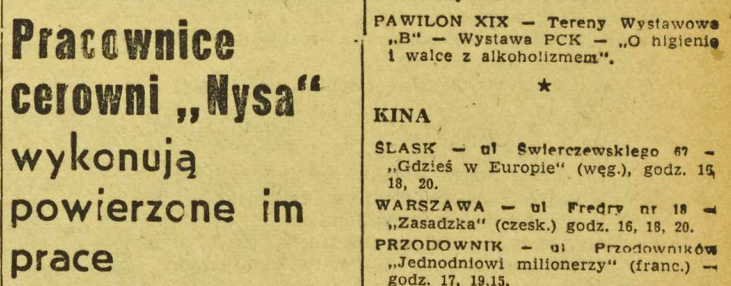 Pracownice
cerowni „Nysa“
wykonują
powierzone im
prace
PAWILON XIX — Tereny Wystawowe
„B“ — Wystawa PCK — „O higienie
i walce z alkoholizmem“.
KINA
ŚLĄSK — ul Świerczewskiego 67 —
„Gdzieś w Europie“ (węg.), godz. 16,
18, 20.
WARSZAWA — ul Fredry nr 18 —
„Zasadzka“ (czesk.) godz. 16, 18, 20.
PRZODOWNIK — ul Przodowników
„Jednodniowi milionerzy“ (franc.) —
godz. 17, 19.15.